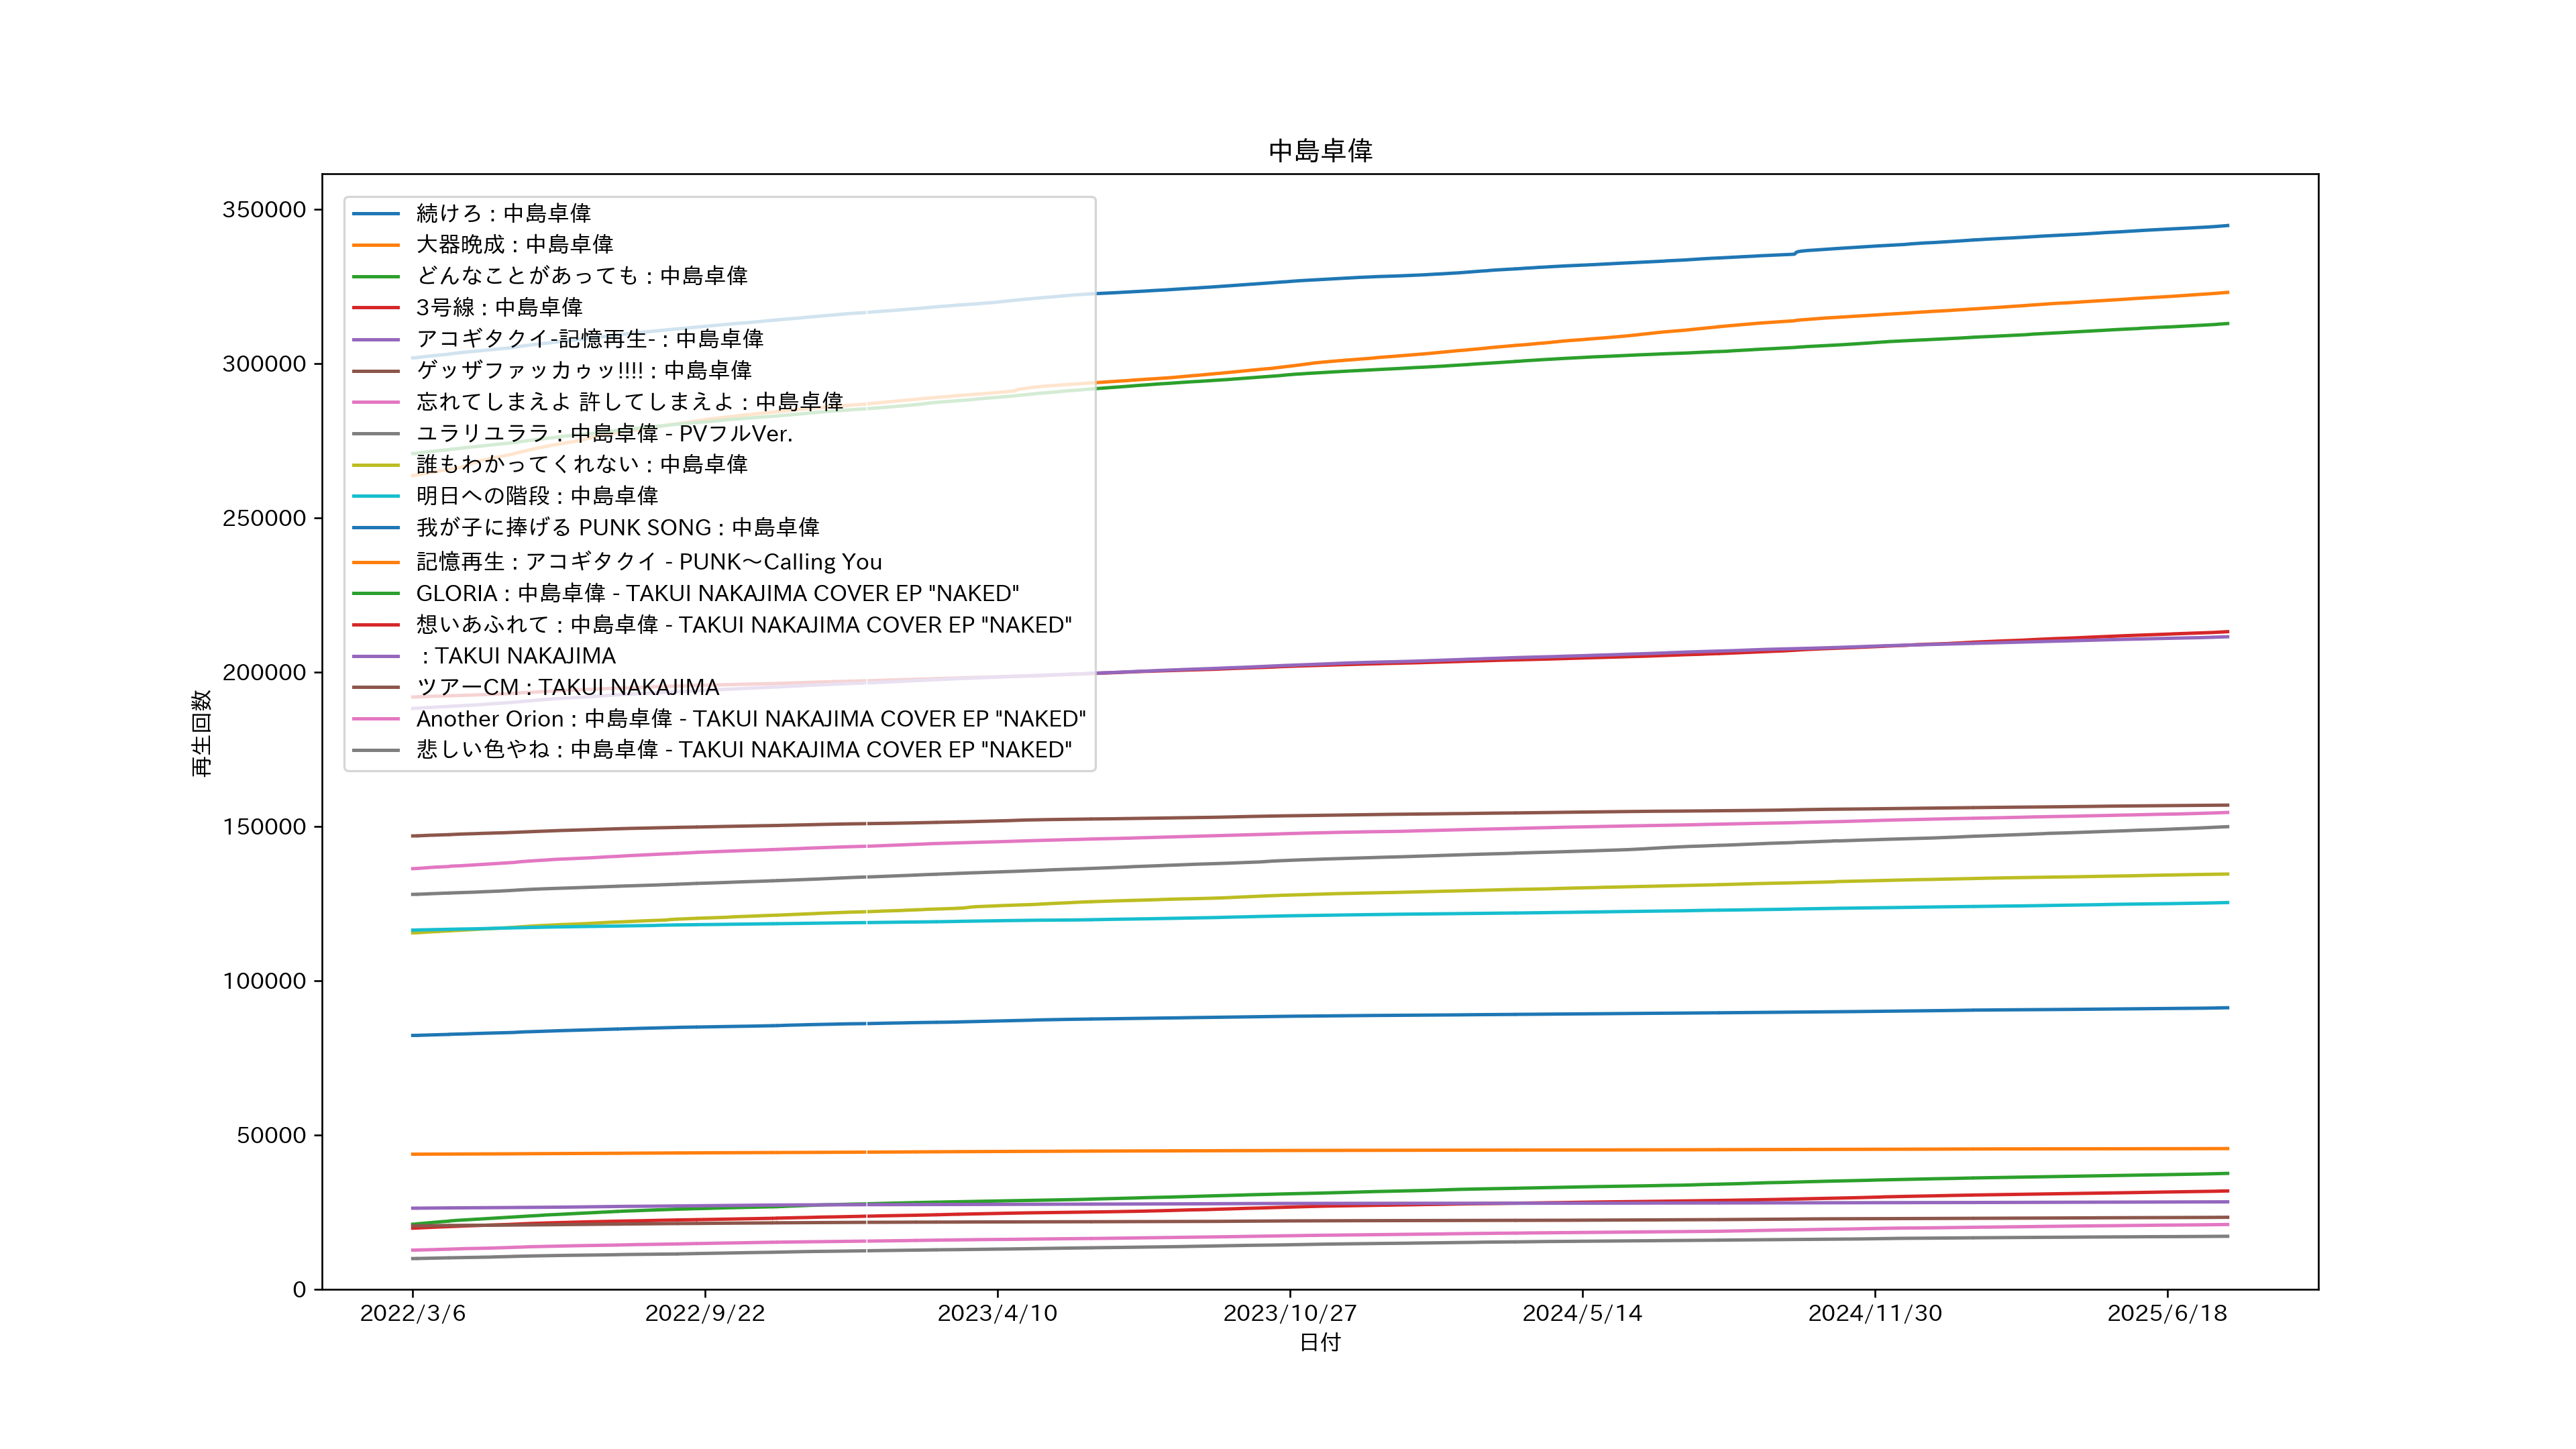 中島卓偉
350000
300000
250000
200000
150000
100000
50000
0
再生回数
続けろ : 中島卓偉
大器晩成 : 中島卓偉
どんなことがあっても : 中島卓偉
3号線 : 中島卓偉
アコギタクイ-記憶再生- : 中島卓偉
ゲッザファッカゥッ!!!! : 中島卓偉
忘れてしまえよ 許してしまえよ : 中島卓偉
ユラリユララ : 中島卓偉 - PVフルVer.
誰もわかってくれない : 中島卓偉
明日への階段 : 中島卓偉
我が子に捧げる PUNK SONG : 中島卓偉
記憶再生 : アコギタクイ - PUNK～Calling You
GLORIA : 中島卓偉 - TAKUI NAKAJIMA COVER EP "NAKED"
想いあふれて : 中島卓偉 - TAKUI NAKAJIMA COVER EP "NAKED"
: TAKUI NAKAJIMA
ツアーCM : TAKUI NAKAJIMA
Another Orion : 中島卓偉 - TAKUI NAKAJIMA COVER EP "NAKED"
悲しい色やね : 中島卓偉 - TAKUI NAKAJIMA COVER EP "NAKED"
2022/3/6
2022/9/22
2023/4/10
2023/10/27
2024/5/14
2024/11/30
2025/6/18
日付